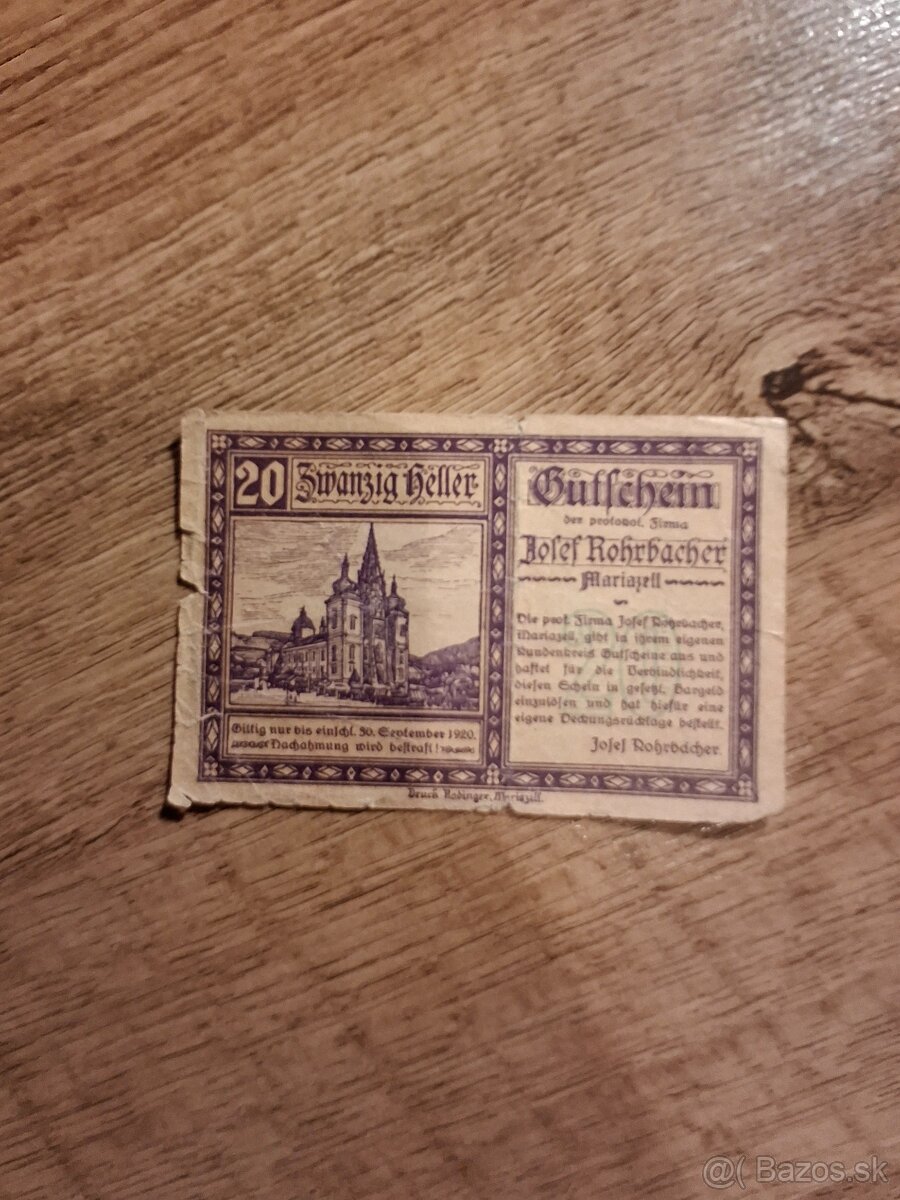 20 Zwanzig Heller
Giltig nur bis einschl. 30. September 1920.
Nachahmung wird bestraft!
Gutschein
der protokol. Firma
Josef Rohrbacher
Mariazell
20
Die prot. Firma Josef Rohrbacher,
Mariazell, gibt in ihrem eigenen
Kundenkreis Gutscheine aus und
haftet für die Verbindlichkeit,
diesen Schein in gesetzl. Bargeld
einzulösen und hat hiefür eine
eigene Deckungsrücklage bestellt.
Josef Rohrbacher.
Druck Rodinger, Mariazell.
@( Bazos.sk